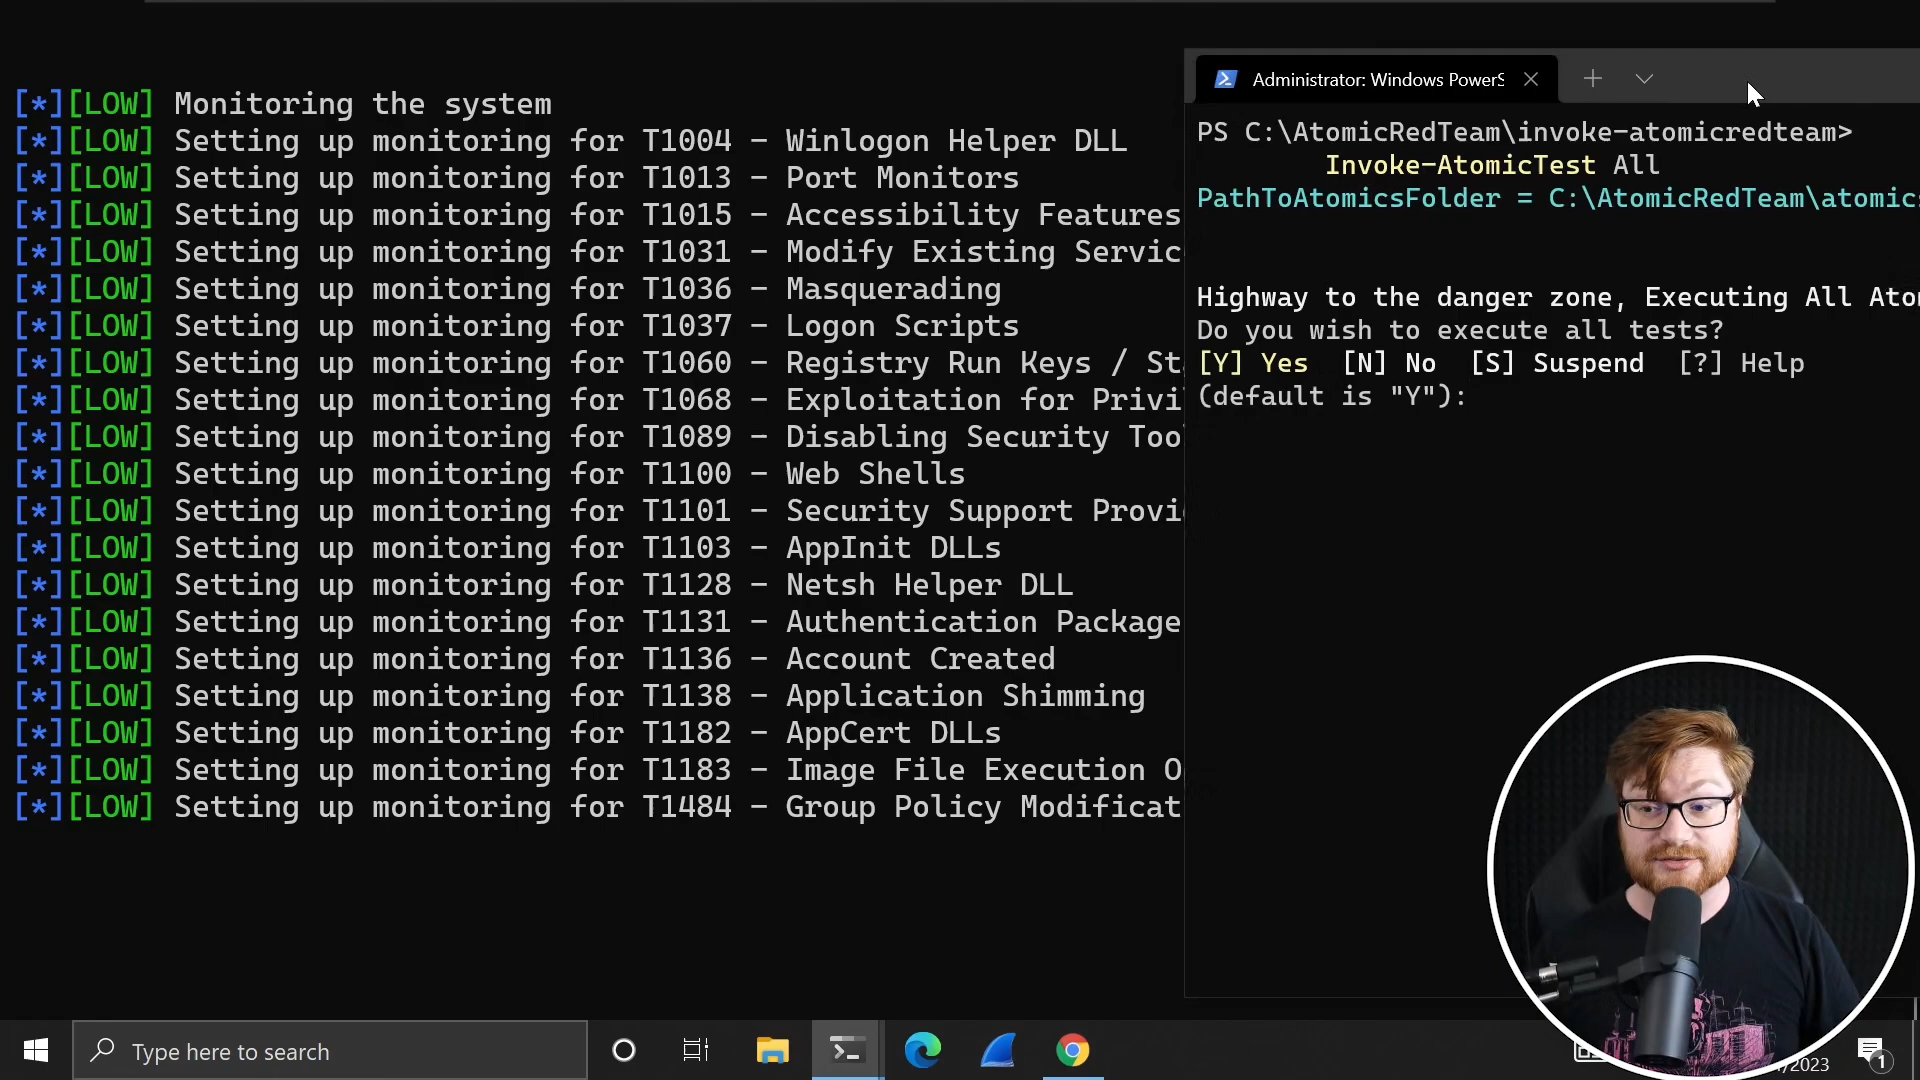 [*][LOW] Monitoring the system
[*][LOW] Setting up monitoring for T1004 - Winlogon Helper DLL
[*][LOW] Setting up monitoring for T1013 - Port Monitors
[*][LOW] Setting up monitoring for T1015 - Accessibility Features
[*][LOW] Setting up monitoring for T1031 - Modify Existing Servic
[*][LOW] Setting up monitoring for T1036 - Masquerading
[*][LOW] Setting up monitoring for T1037 - Logon Scripts
[*][LOW] Setting up monitoring for T1060 - Registry Run Keys / St
[*][LOW] Setting up monitoring for T1068 - Exploitation for Privi
[*][LOW] Setting up monitoring for T1089 - Disabling Security Too
[*][LOW] Setting up monitoring for T1100 - Web Shells
[*][LOW] Setting up monitoring for T1101 - Security Support Provi
[*][LOW] Setting up monitoring for T1103 - AppInit DLLs
[*][LOW] Setting up monitoring for T1128 - Netsh Helper DLL
[*][LOW] Setting up monitoring for T1131 - Authentication Package
[*][LOW] Setting up monitoring for T1136 - Account Created
[*][LOW] Setting up monitoring for T1138 - Application Shimming
[*][LOW] Setting up monitoring for T1182 - AppCert DLLs
[*][LOW] Setting up monitoring for T1183 - Image File Execution O
[*][LOW] Setting up monitoring for T1484 - Group Policy Modificat
Administrator: Windows PowerS
PS C:\AtomicRedTeam\invoke-atomicredteam>
Invoke-AtomicTest All
PathToAtomicsFolder = C:\AtomicRedTeam\atomics
Highway to the danger zone, Executing All Ato
Do you wish to execute all tests?
[Y] Yes [N] No [S] Suspend [?] Help
(default is "Y"):
Type here to search
/2023
1